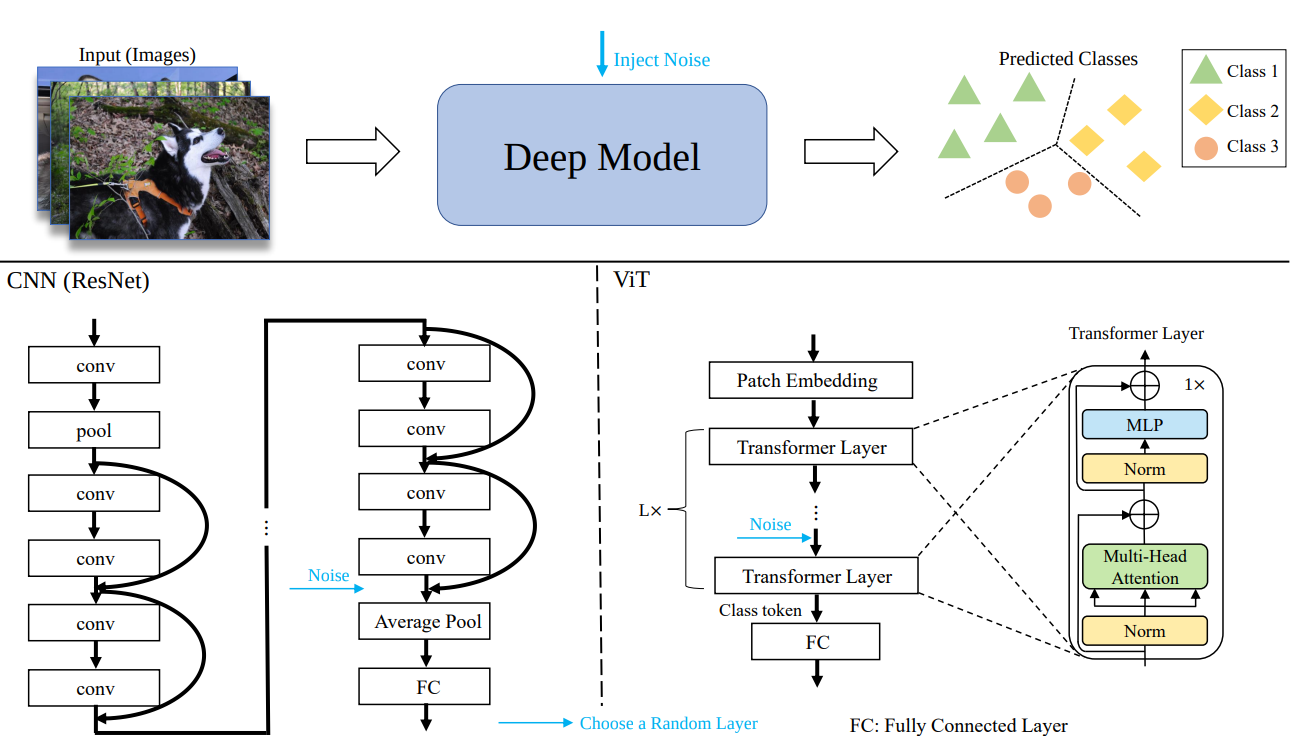 Input (Images)
Inject Noise
Deep Model
Predicted Classes
Class 1
Class 2
Class 3
CNN (ResNet)
conv
pool
conv
conv
conv
conv
...
conv
conv
conv
conv
Noise
Average Pool
FC
Choose a Random Layer
ViT
Patch Embedding
Transformer Layer
L×
...
Noise
Transformer Layer
Class token
FC
Transformer Layer
1×
MLP
Norm
Multi-Head
Attention
Norm
FC: Fully Connected Layer